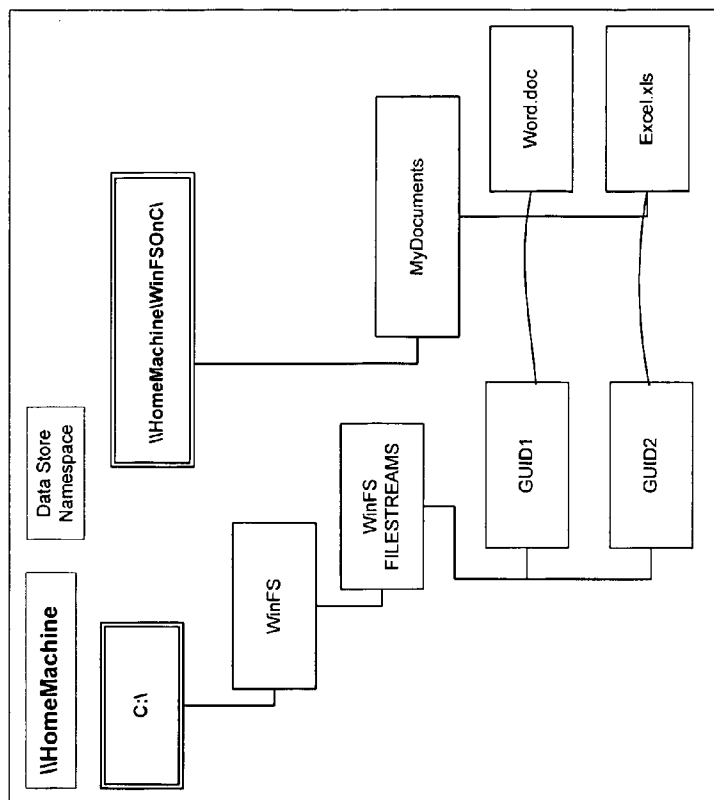 \\HomeMachine
Data Store
Namespace
C:\
\\HomeMachine\WinFSOnC\
WinFS
WinFS
FILESTREAMS
MyDocuments
GUID1
Word.doc
GUID2
Excel.xls